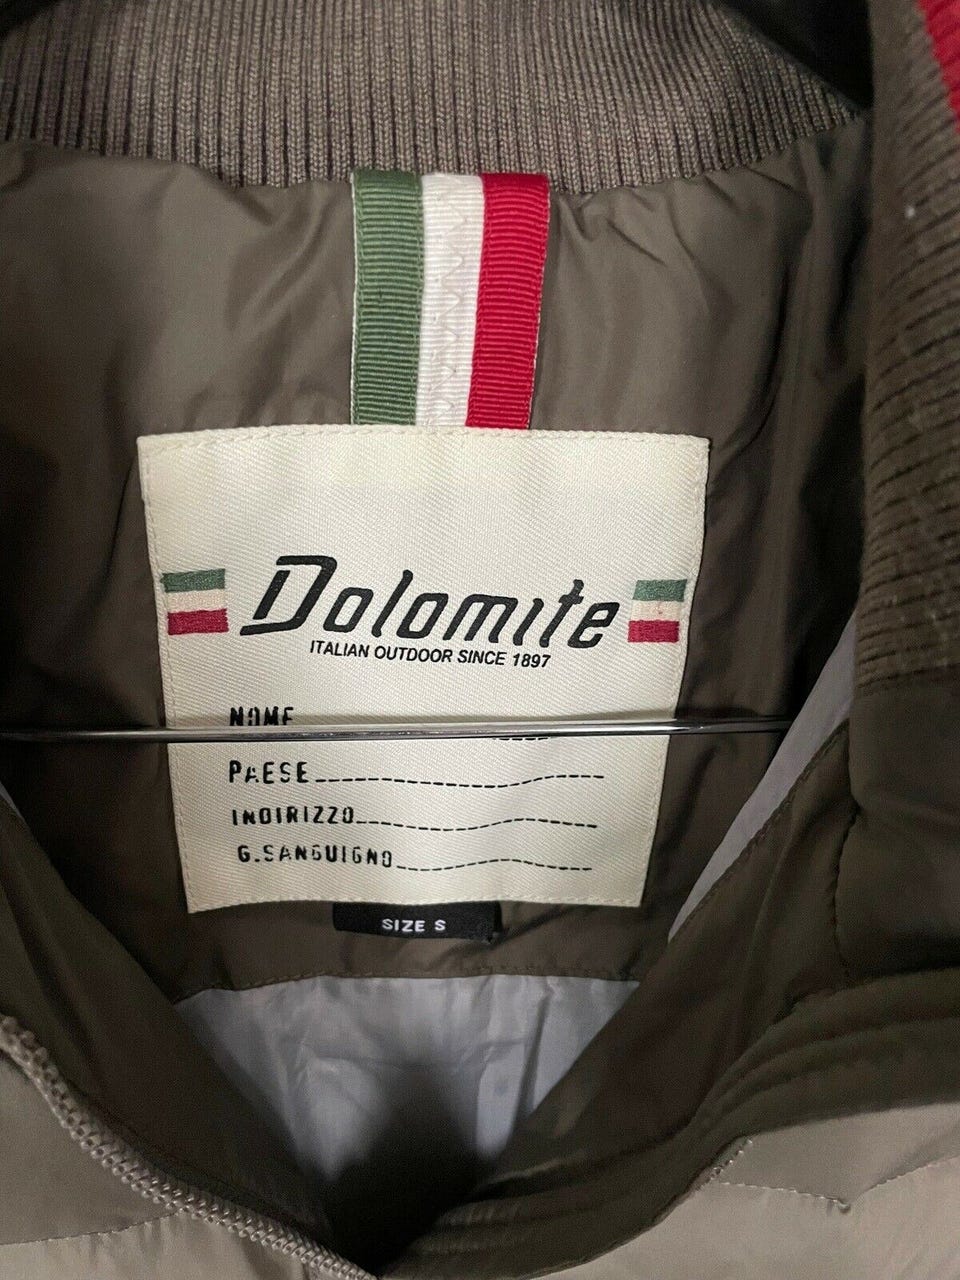 Dolomite
ITALIAN OUTDOOR SINCE 1897
NOME
PAESE
INDIRIZZO
G.SANGUIGNO
SIZE S